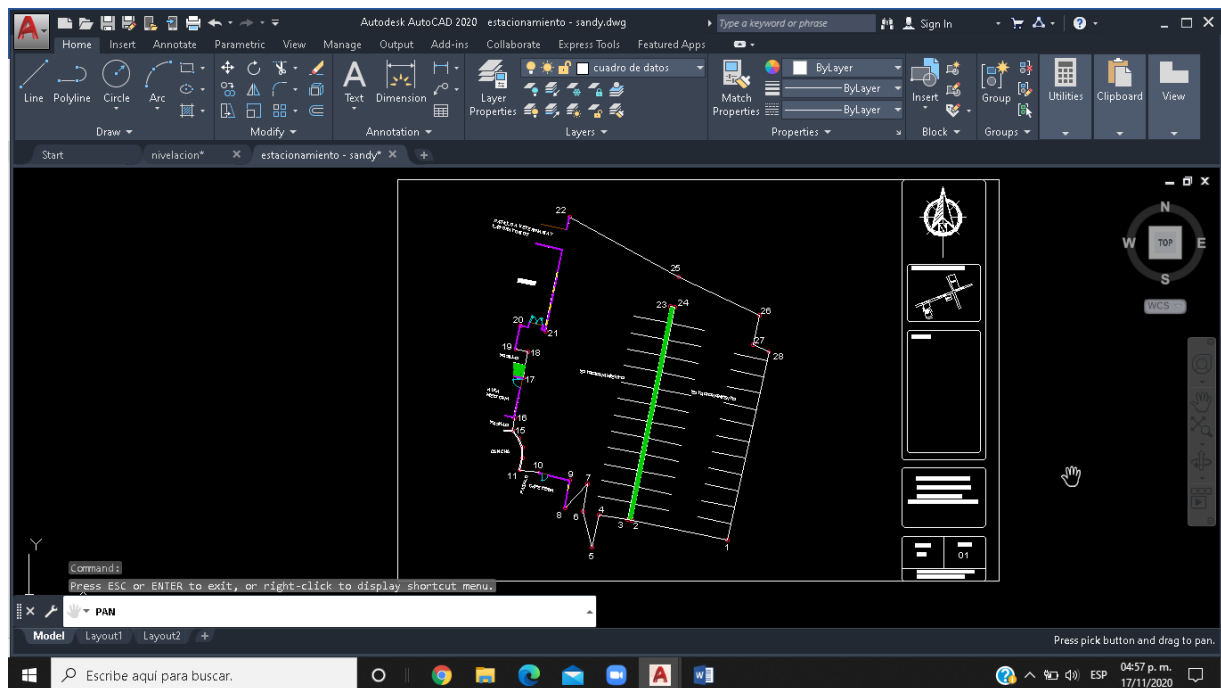 Autodesk AutoCAD 2020 estacionamiento - sandy.dwg
Type a keyword or phrase
Sign In
Home Insert Annotate Parametric View Manage Output Add-ins Collaborate Express Tools Featured Apps
cuadro de datos
ByLayer
Line Polyline Circle Arc
Text Dimension
Layer Properties
Match Properties
ByLayer
ByLayer
Insert
Group
Utilities
Clipboard
View
Draw Modify Annotation Layers Properties Block Groups
Start nivelacion* estacionamiento - sandy*
22
25
23 24
26
20
21
27
28
19
18
17
16
15
11
10
9
7
8
6
4
3 2
1
5
N
N
W TOP E
S
WCS
01
Y
Command:
Press ESC or ENTER to exit, or right-click to display shortcut menu.
PAN
Model Layout1 Layout2
Press pick button and drag to pan.
Escribe aquí para buscar.
ESP
04:57 p. m.
17/11/2020